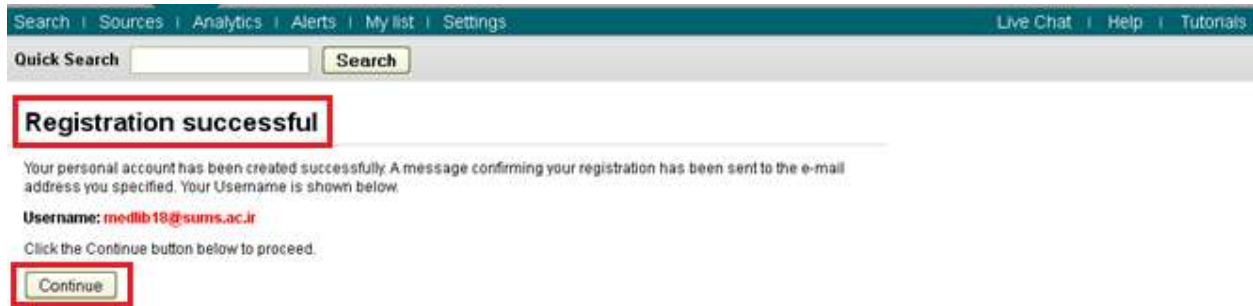 Search | Sources | Analytics | Alerts | My list | Settings Live Chat | Help | Tutorials
Quick Search Search
Registration successful
Your personal account has been created successfully. A message confirming your registration has been sent to the e-mail
address you specified. Your Username is shown below.
Username: medlib18@sums.ac.ir
Click the Continue button below to proceed.
Continue